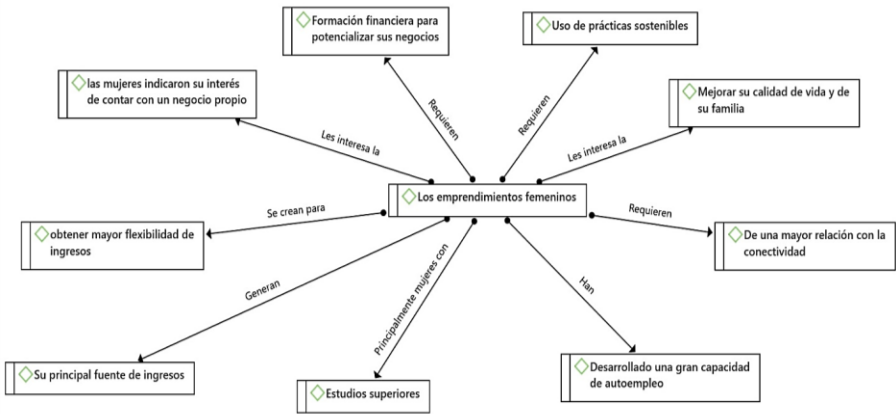 Formación financiera para
potencializar sus negocios
Uso de prácticas sostenibles
las mujeres indicaron su interés
de contar con un negocio propio
Mejorar su calidad de vida y de
su familia
Requieren
Requieren
Les interesa la
Les interesa la
Los emprendimientos femeninos
Se crean para
Requieren
obtener mayor flexibilidad de
ingresos
De una mayor relación con la
conectividad
Generan
Principalmente mujeres con
Han
Su principal fuente de ingresos
Estudios superiores
Desarrollado una gran capacidad
de autoempleo